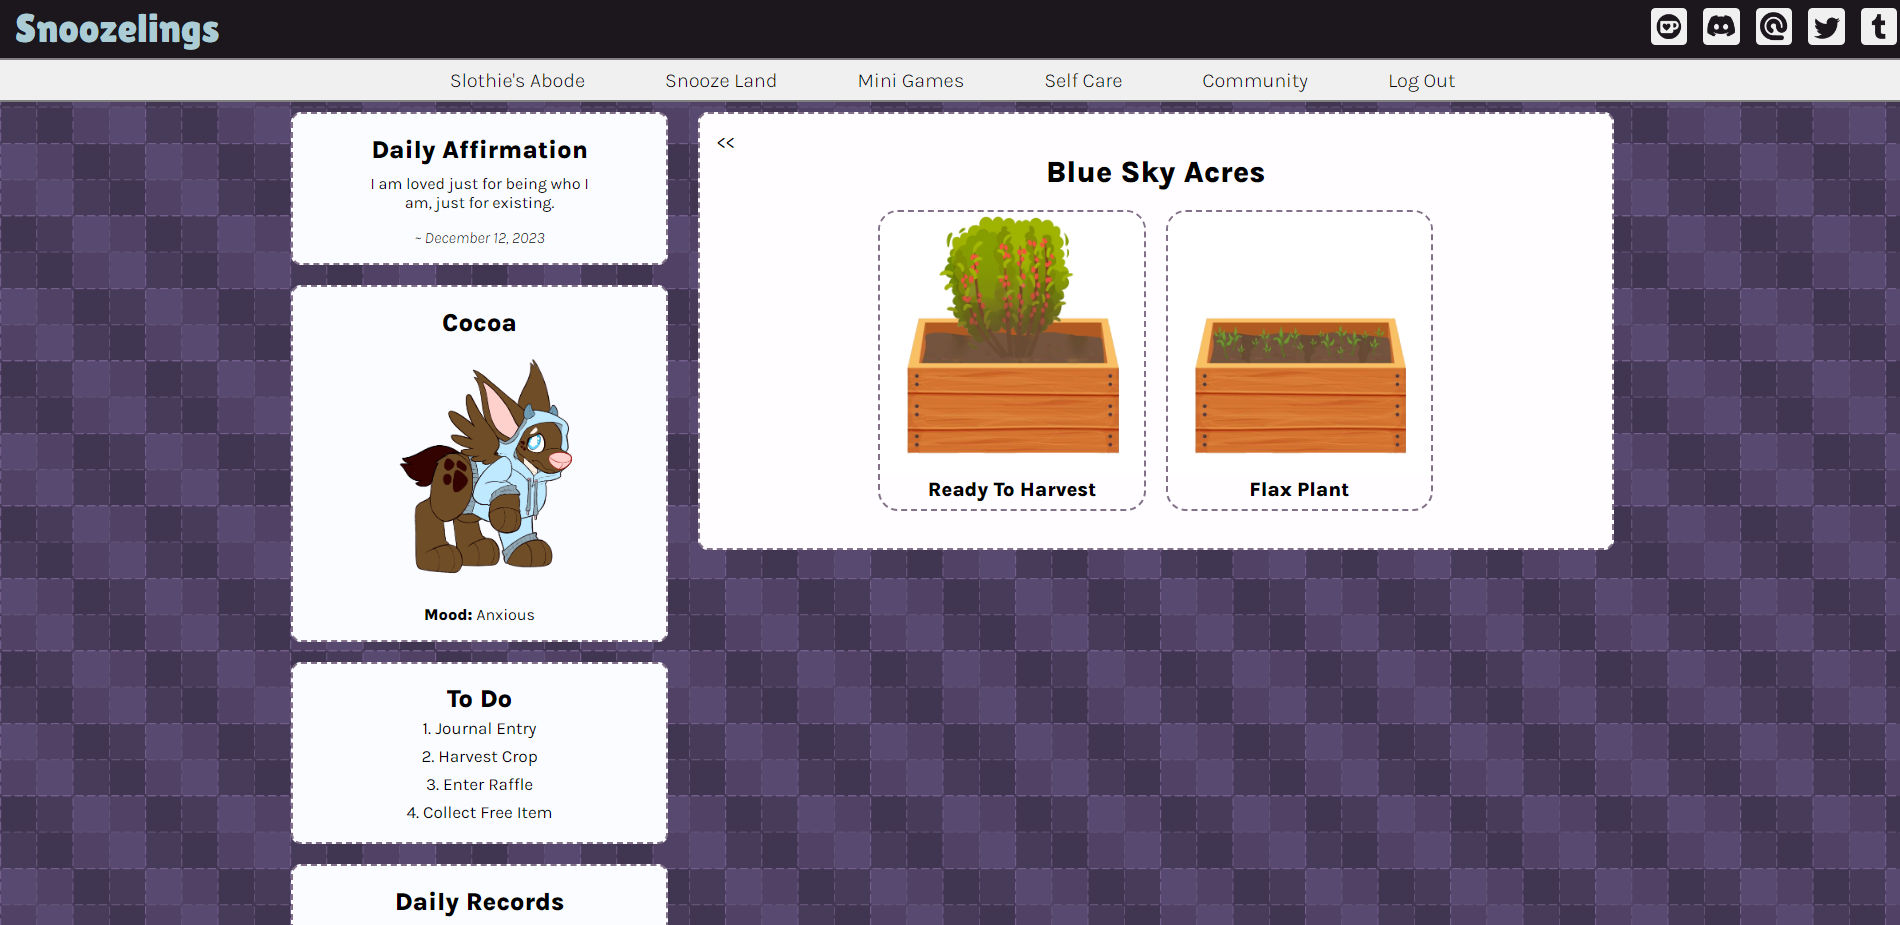 Snoozelings
Slothie's Abode
Snooze Land
Mini Games
Self Care
Community
Log Out
Daily Affirmation
I am loved just for being who I
am, just for existing.
~ December 12, 2023
Cocoa
Mood: Anxious
To Do
1. Journal Entry
2. Harvest Crop
3. Enter Raffle
4. Collect Free Item
Daily Records
<<
Blue Sky Acres
Ready To Harvest
Flax Plant